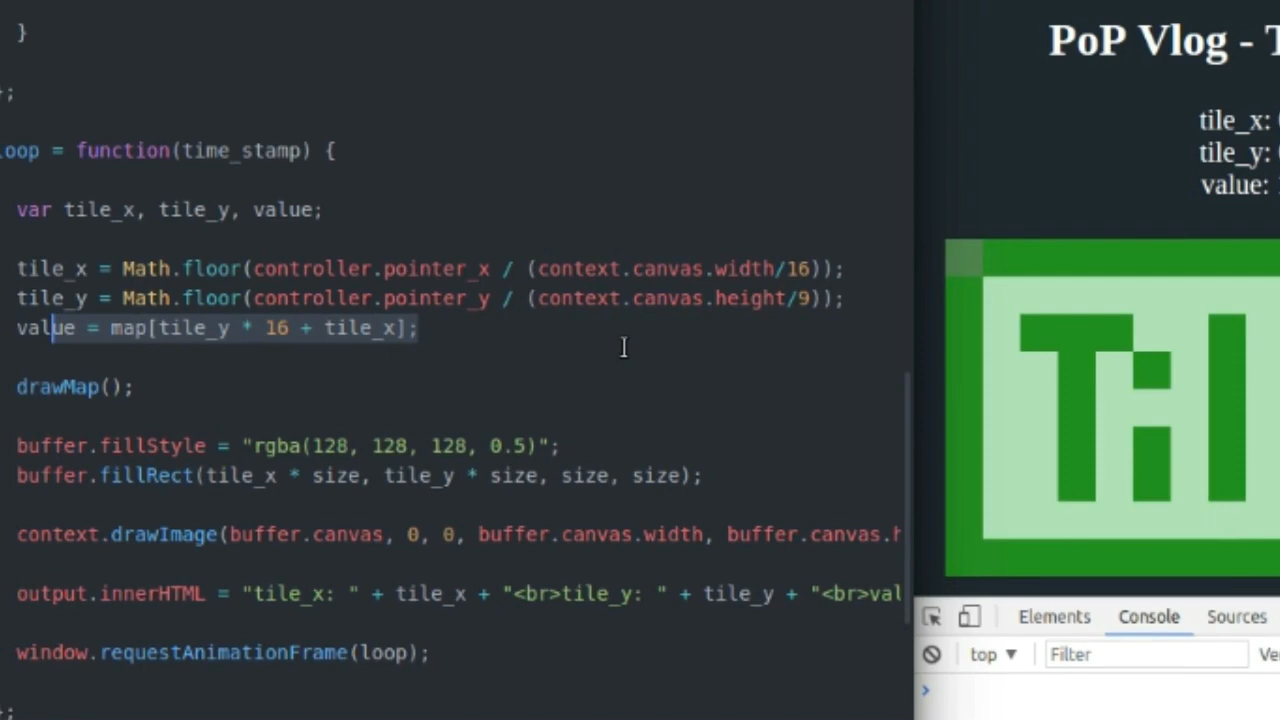 }
};
loop = function(time_stamp) {
var tile_x, tile_y, value;
tile_x = Math.floor(controller.pointer_x / (context.canvas.width/16));
tile_y = Math.floor(controller.pointer_y / (context.canvas.height/9));
value = map[tile_y * 16 + tile_x];
drawMap();
buffer.fillStyle = "rgba(128, 128, 128, 0.5)";
buffer.fillRect(tile_x * size, tile_y * size, size, size);
context.drawImage(buffer.canvas, 0, 0, buffer.canvas.width, buffer.canvas.h
output.innerHTML = "tile_x: " + tile_x + "<br>tile_y: " + tile_y + "<br>val
window.requestAnimationFrame(loop);
};
PoP Vlog - T
tile_x:
tile_y:
value:
Til
Elements Console Sources
top ▼ Filter